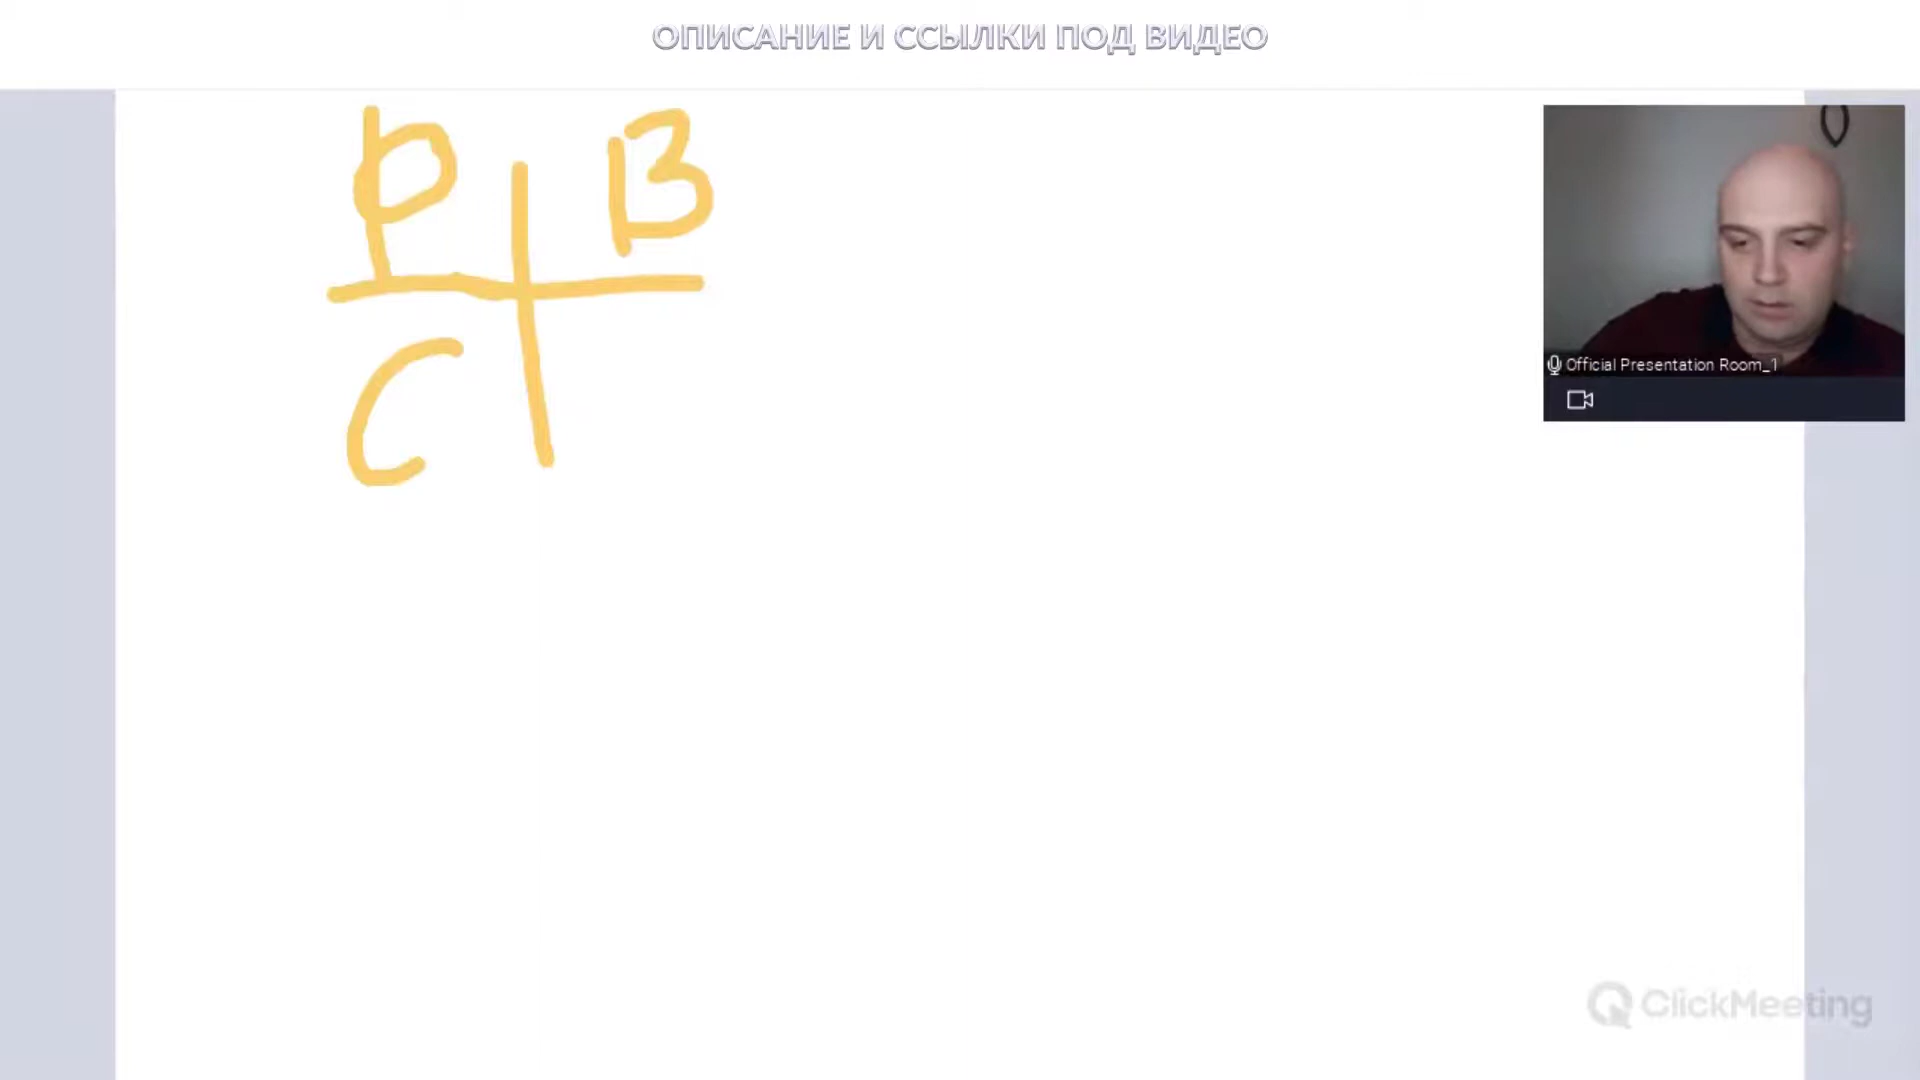 ОПИСАНИЕ И ССЫЛКИ ПОД ВИДЕО
Р В
С
Official Presentation Room_1
ClickMeeting